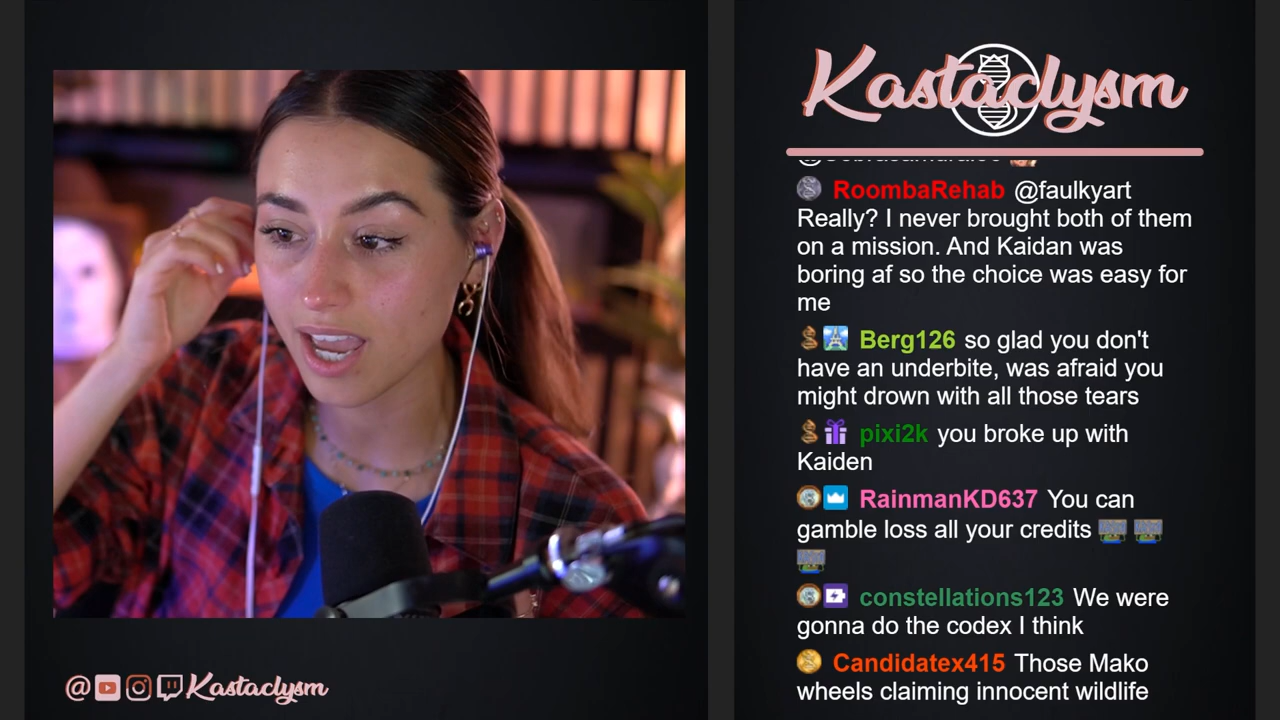 Kastaclysm
RoombaRehab @faulkyart
Really? I never brought both of them
on a mission. And Kaidan was
boring af so the choice was easy for
me
Berg126 so glad you don't
have an underbite, was afraid you
might drown with all those tears
pixi2k you broke up with
Kaiden
RainmanKD637 You can
gamble loss all your credits
constellations123 We were
gonna do the codex I think
Candidatex415 Those Mako
wheels claiming innocent wildlife
@ Kastaclysm